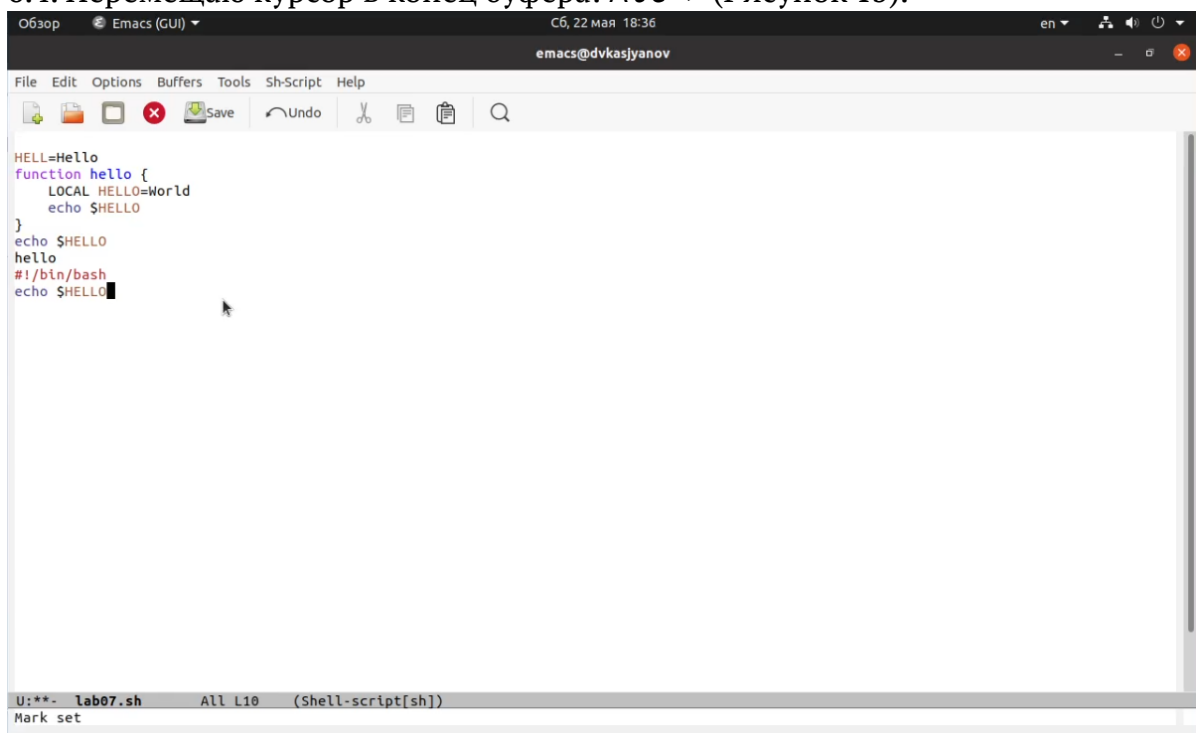 Обзор Emacs (GUI) Сб, 22 мая 18:36 en
emacs@dvkasjyanov
File Edit Options Buffers Tools Sh-Script Help
Save Undo
HELL=Hello
function hello {
    LOCAL HELLO=World
    echo $HELLO
}
echo $HELLO
hello
#!/bin/bash
echo $HELLO
U:**- lab07.sh All L10 (Shell-script[sh])
Mark set